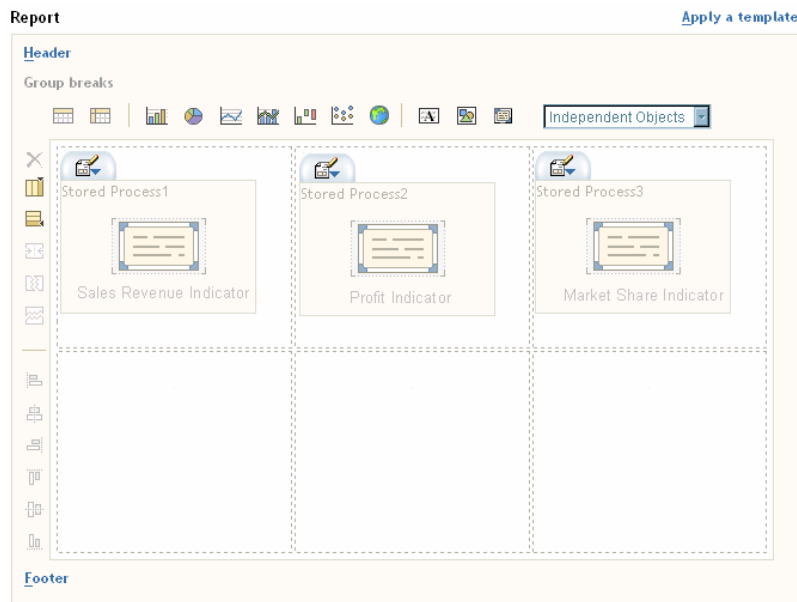 Report
Apply a template
Header
Group breaks
A
Independent Objects
Stored Process1
Stored Process2
Stored Process3
Sales Revenue Indicator
Profit Indicator
Market Share Indicator
Footer